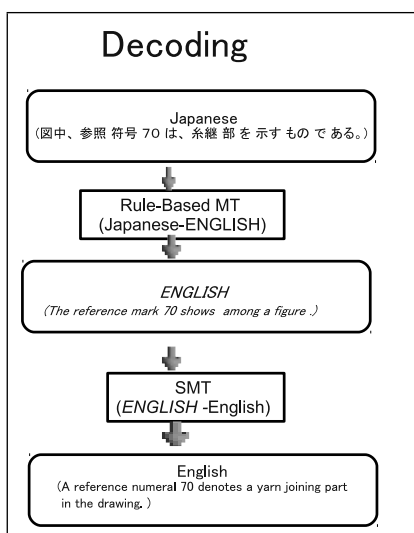 Decoding
Japanese
(図中、参照 符号 70 は、糸継 部 を 示す もの で ある。)
Rule-Based MT
(Japanese-ENGLISH)
ENGLISH
(The reference mark 70 shows among a figure .)
SMT
(ENGLISH -English)
English
(A reference numeral 70 denotes a yarn joining part
in the drawing. )